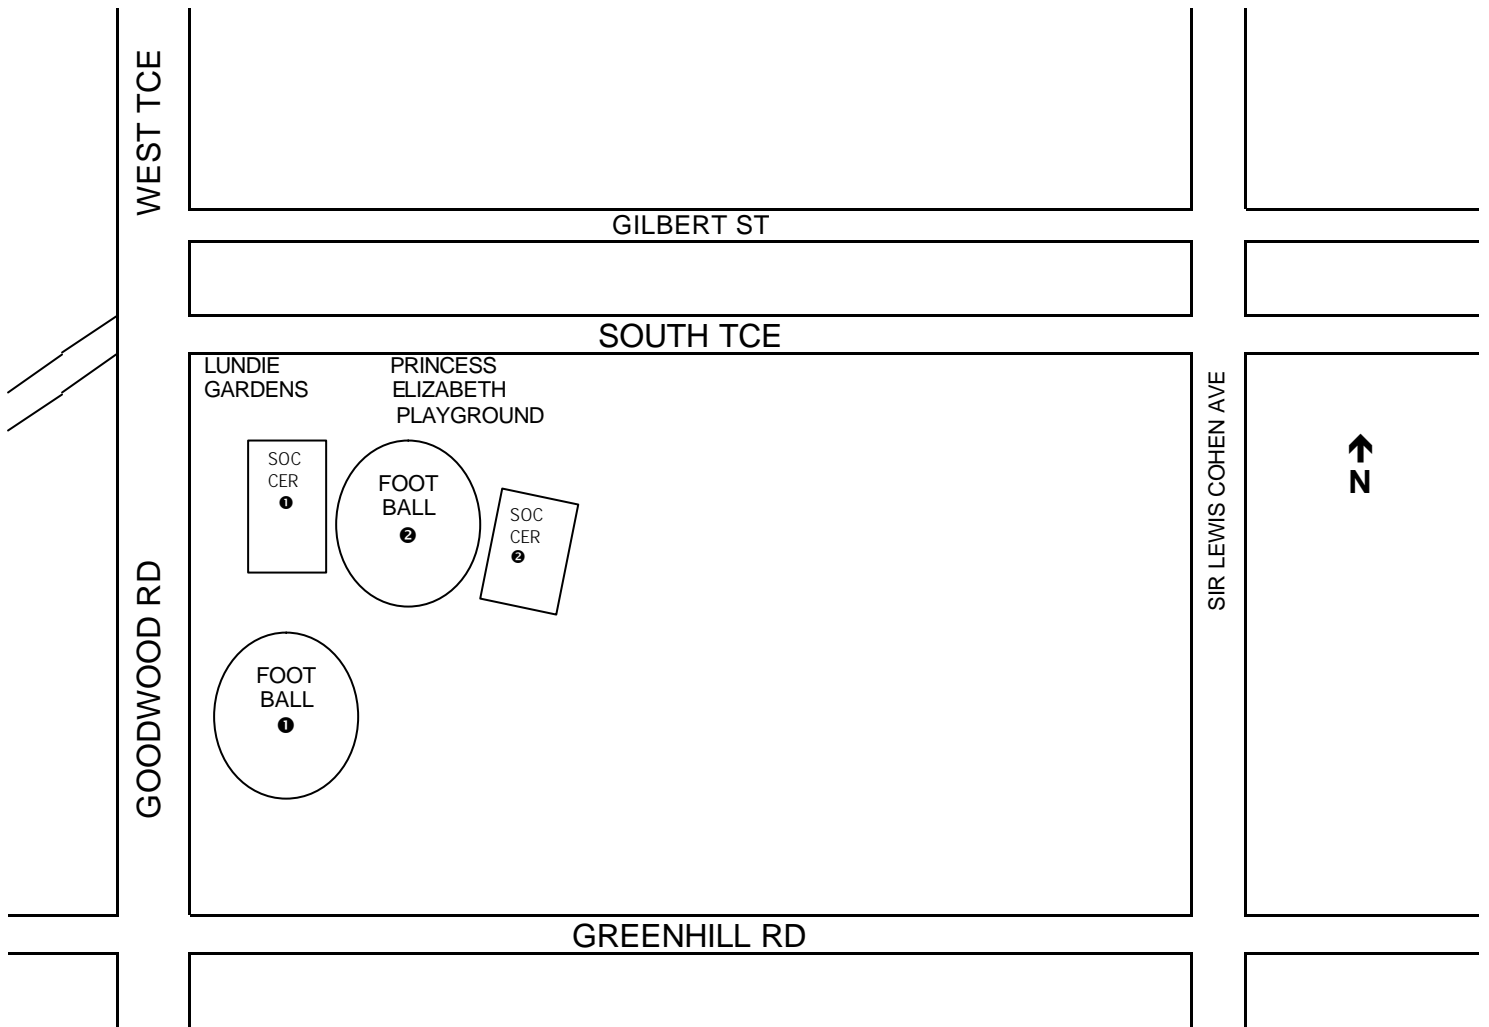 WEST TCE
GILBERT ST
SOUTH TCE
LUNDIE
GARDENS
PRINCESS
ELIZABETH
PLAYGROUND
SOC
CER
❶
FOOT
BALL
❷
SOC
CER
❷
SIR LEWIS COHEN AVE
N
GOODWOOD RD
FOOT
BALL
❶
GREENHILL RD